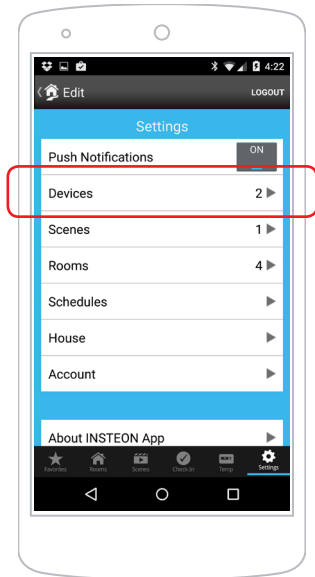 4:22
Edit
LOGOUT
Settings
Push Notifications ON
Devices 2
Scenes 1
Rooms 4
Schedules
House
Account
About INSTEON App
Favorites Rooms Scenes Check-In Temp Settings